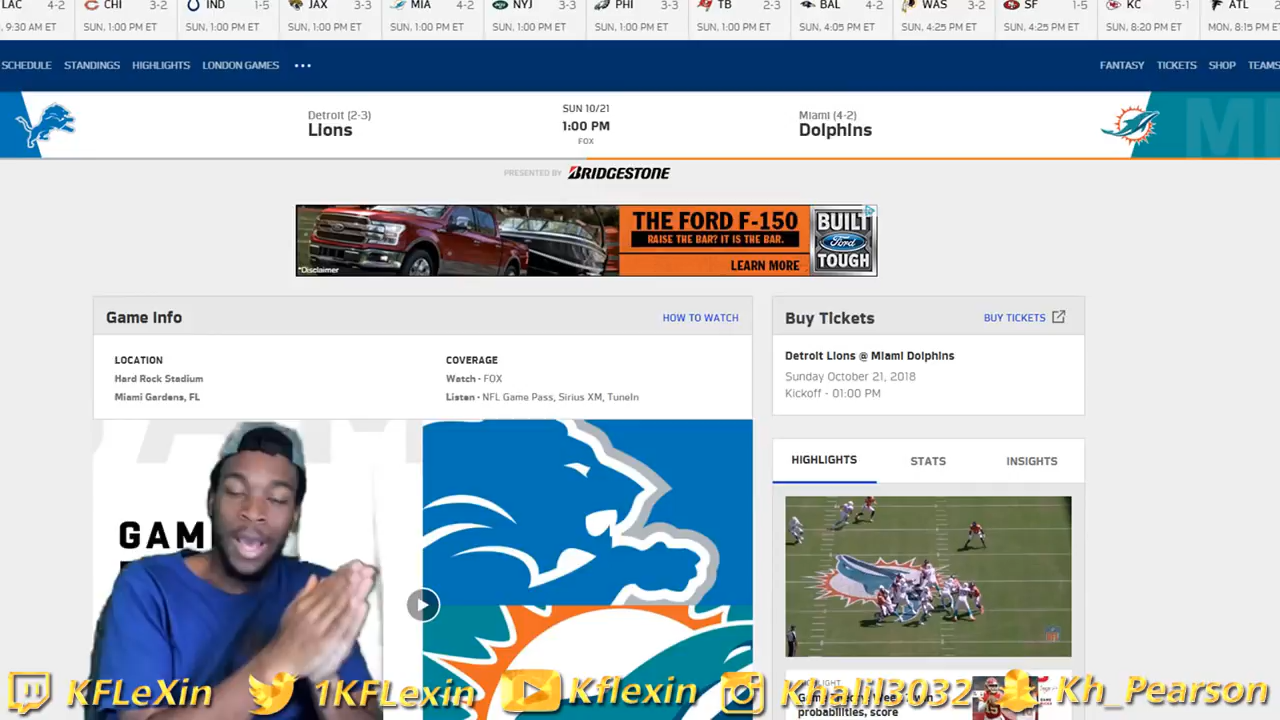 LAC 4-2 CHI 3-2 IND 1-5 JAX 3-3 MIA 4-2 NYJ 3-3 PHI 3-3 TB 2-3 BAL 4-2 WAS 3-2 SF 1-5 KC 5-1 ATL
, 9:30 AM ET SUN, 1:00 PM ET SUN, 1:00 PM ET SUN, 1:00 PM ET SUN, 1:00 PM ET SUN, 1:00 PM ET SUN, 1:00 PM ET SUN, 1:00 PM ET SUN, 4:05 PM ET SUN, 4:25 PM ET SUN, 4:25 PM ET SUN, 8:20 PM ET MON, 8:15 PM ET
SCHEDULE STANDINGS HIGHLIGHTS LONDON GAMES ••• FANTASY TICKETS SHOP TEAMS
Detroit (2-3)
Lions
SUN 10/21
1:00 PM
FOX
Miami (4-2)
Dolphins
MI
PRESENTED BY BRIDGESTONE
THE FORD F-150
RAISE THE BAR? IT IS THE BAR.
LEARN MORE
*Disclaimer
BUILT
Ford
TOUGH
Game Info
HOW TO WATCH
LOCATION
Hard Rock Stadium
Miami Gardens, FL
COVERAGE
Watch - FOX
Listen - NFL Game Pass, Sirius XM, TuneIn
Buy Tickets
BUY TICKETS
Detroit Lions @ Miami Dolphins
Sunday October 21, 2018
Kickoff - 01:00 PM
HIGHLIGHTS STATS INSIGHTS
GAM
KFLeXin 1KFLexin Kflexin Khalil3032 Kh_Pearson
probabilities, score